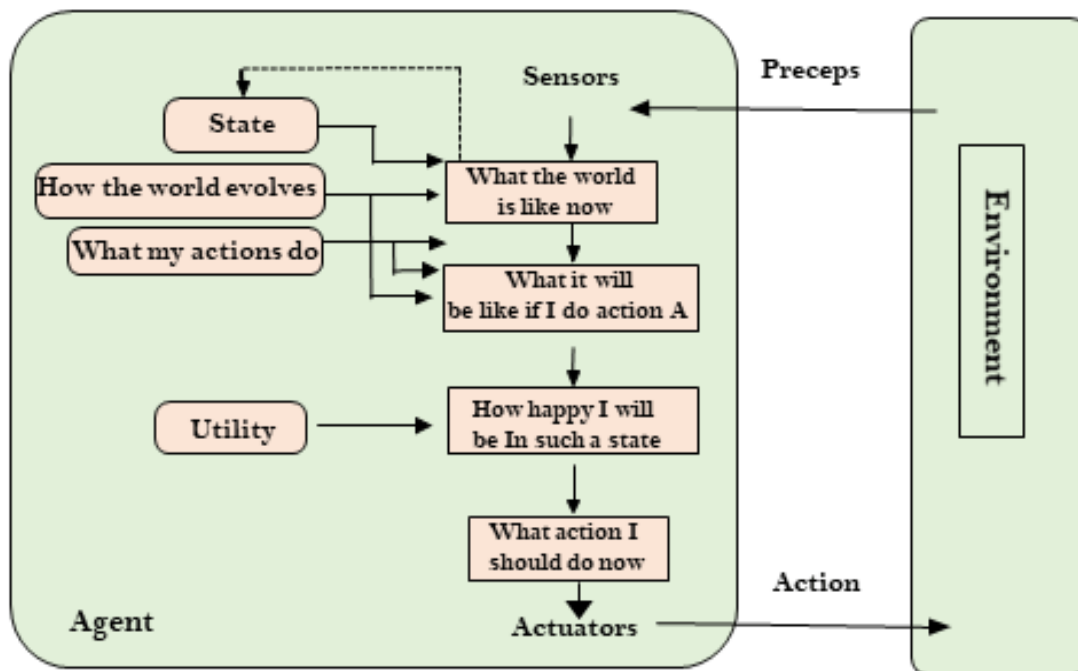 Sensors
Preceps
State
What the world
is like now
How the world evolves
What my actions do
What it will
be like if I do action A
Environment
How happy I will
be In such a state
Utility
What action I
should do now
Action
Agent
Actuators